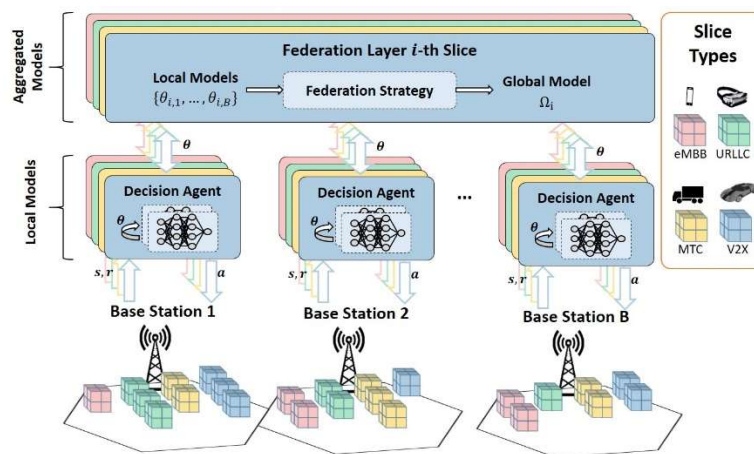 Aggregated
Models
Federation Layer i-th Slice
Local Models
{θi,1, ..., θi,B}
Federation Strategy
Global Model
Ωi
θ
θ
θ
Local Models
Decision Agent
θ
Decision Agent
θ
...
Decision Agent
θ
s, r
a
s, r
a
s, r
a
Base Station 1
Base Station 2
Base Station B
Slice
Types
eMBB
URLLC
MTC
V2X